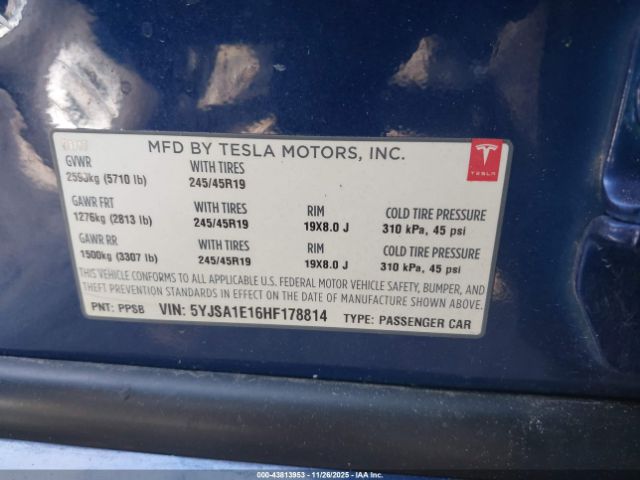 MFD BY TESLA MOTORS, INC.
GVWR WITH TIRES
(5710 lb) 245/45R19
GAWR FRT WITH TIRES RIM COLD TIRE PRESSURE
1276kg (2813 lb) 245/45R19 19X8.0 J 310 kPa, 45 psi
GAWR RR WITH TIRES RIM COLD TIRE PRESSURE
1500kg (3307 lb) 245/45R19 19X8.0 J 310 kPa, 45 psi
THIS VEHICLE CONFORMS TO ALL APPLICABLE U.S. FEDERAL MOTOR VEHICLE SAFETY, BUMPER, AND
THEFT PREVENTION STANDARDS IN EFFECT ON THE DATE OF MANUFACTURE SHOWN ABOVE.
PNT: PPSB VIN: 5YJSA1E16HF178814 TYPE: PASSENGER CAR
TESLA
000-43813953 | 11/26/2025 | IAAI.COM